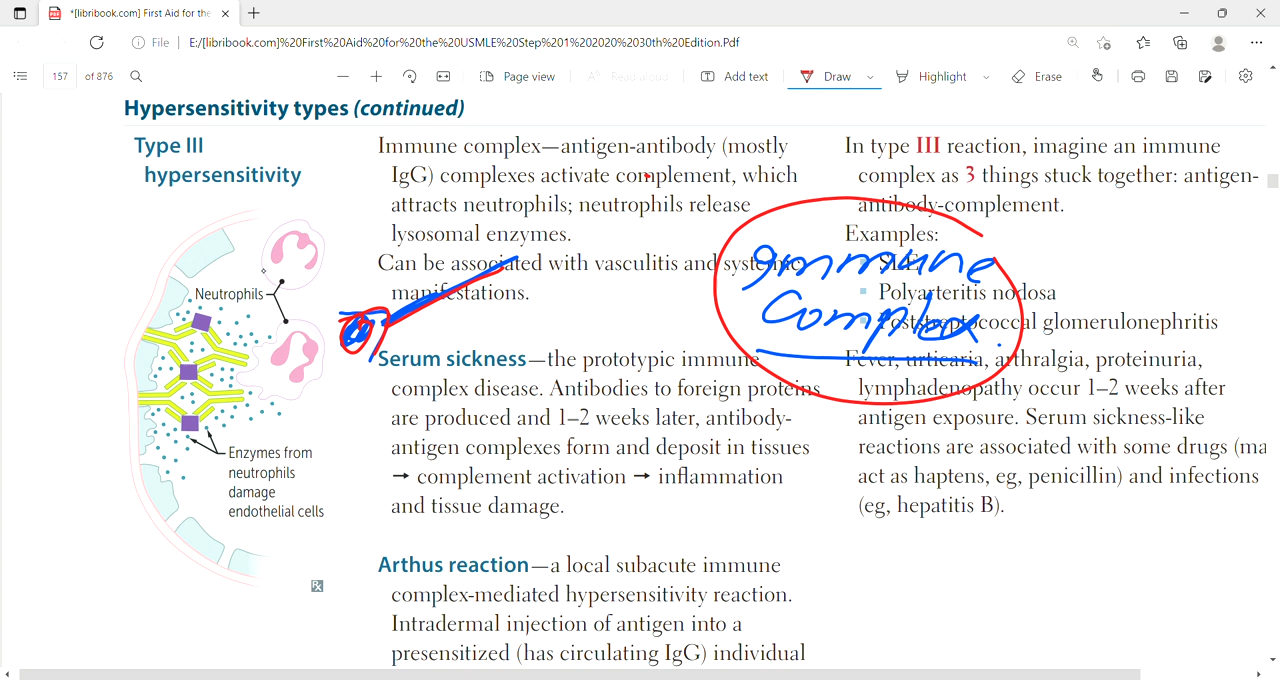 *[libribook.com] First Aid for the
File
E:/[libribook.com]%20First%20Aid%20for%20the%20USMLE%20Step%201%202020%2030th%20Edition.Pdf
157 of 876
Page view
Read aloud
Add text
Draw
Highlight
Erase
Hypersensitivity types (continued)
Type III
hypersensitivity
Neutrophils
Enzymes from
neutrophils
damage
endothelial cells
Rx
Immune complex—antigen-antibody (mostly
IgG) complexes activate complement, which
attracts neutrophils; neutrophils release
lysosomal enzymes.
Can be associated with vasculitis and systemic
manifestations.
Serum sickness—the prototypic immune
complex disease. Antibodies to foreign proteins
are produced and 1–2 weeks later, antibody-
antigen complexes form and deposit in tissues
→ complement activation → inflammation
and tissue damage.
Arthus reaction—a local subacute immune
complex-mediated hypersensitivity reaction.
Intradermal injection of antigen into a
presensitized (has circulating IgG) individual
In type III reaction, imagine an immune
complex as 3 things stuck together: antigen-
antibody-complement.
Examples:
SLE
Polyarteritis nodosa
Poststreptococcal glomerulonephritis
Immune
Complex
Fever, urticaria, arthralgia, proteinuria,
lymphadenopathy occur 1–2 weeks after
antigen exposure. Serum sickness-like
reactions are associated with some drugs (ma
act as haptens, eg, penicillin) and infections
(eg, hepatitis B).